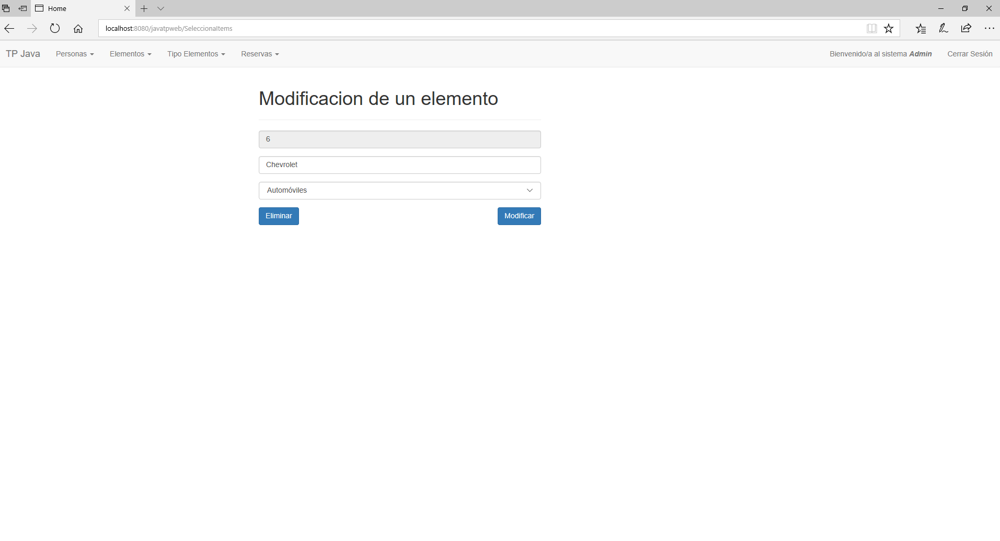 Home
localhost:8080/javatpweb/SeleccionaItems
TP Java Personas Elementos Tipo Elementos Reservas Bienvenido/a al sistema Admin Cerrar Sesión
Modificacion de un elemento
6
Chevrolet
Automóviles
Eliminar Modificar